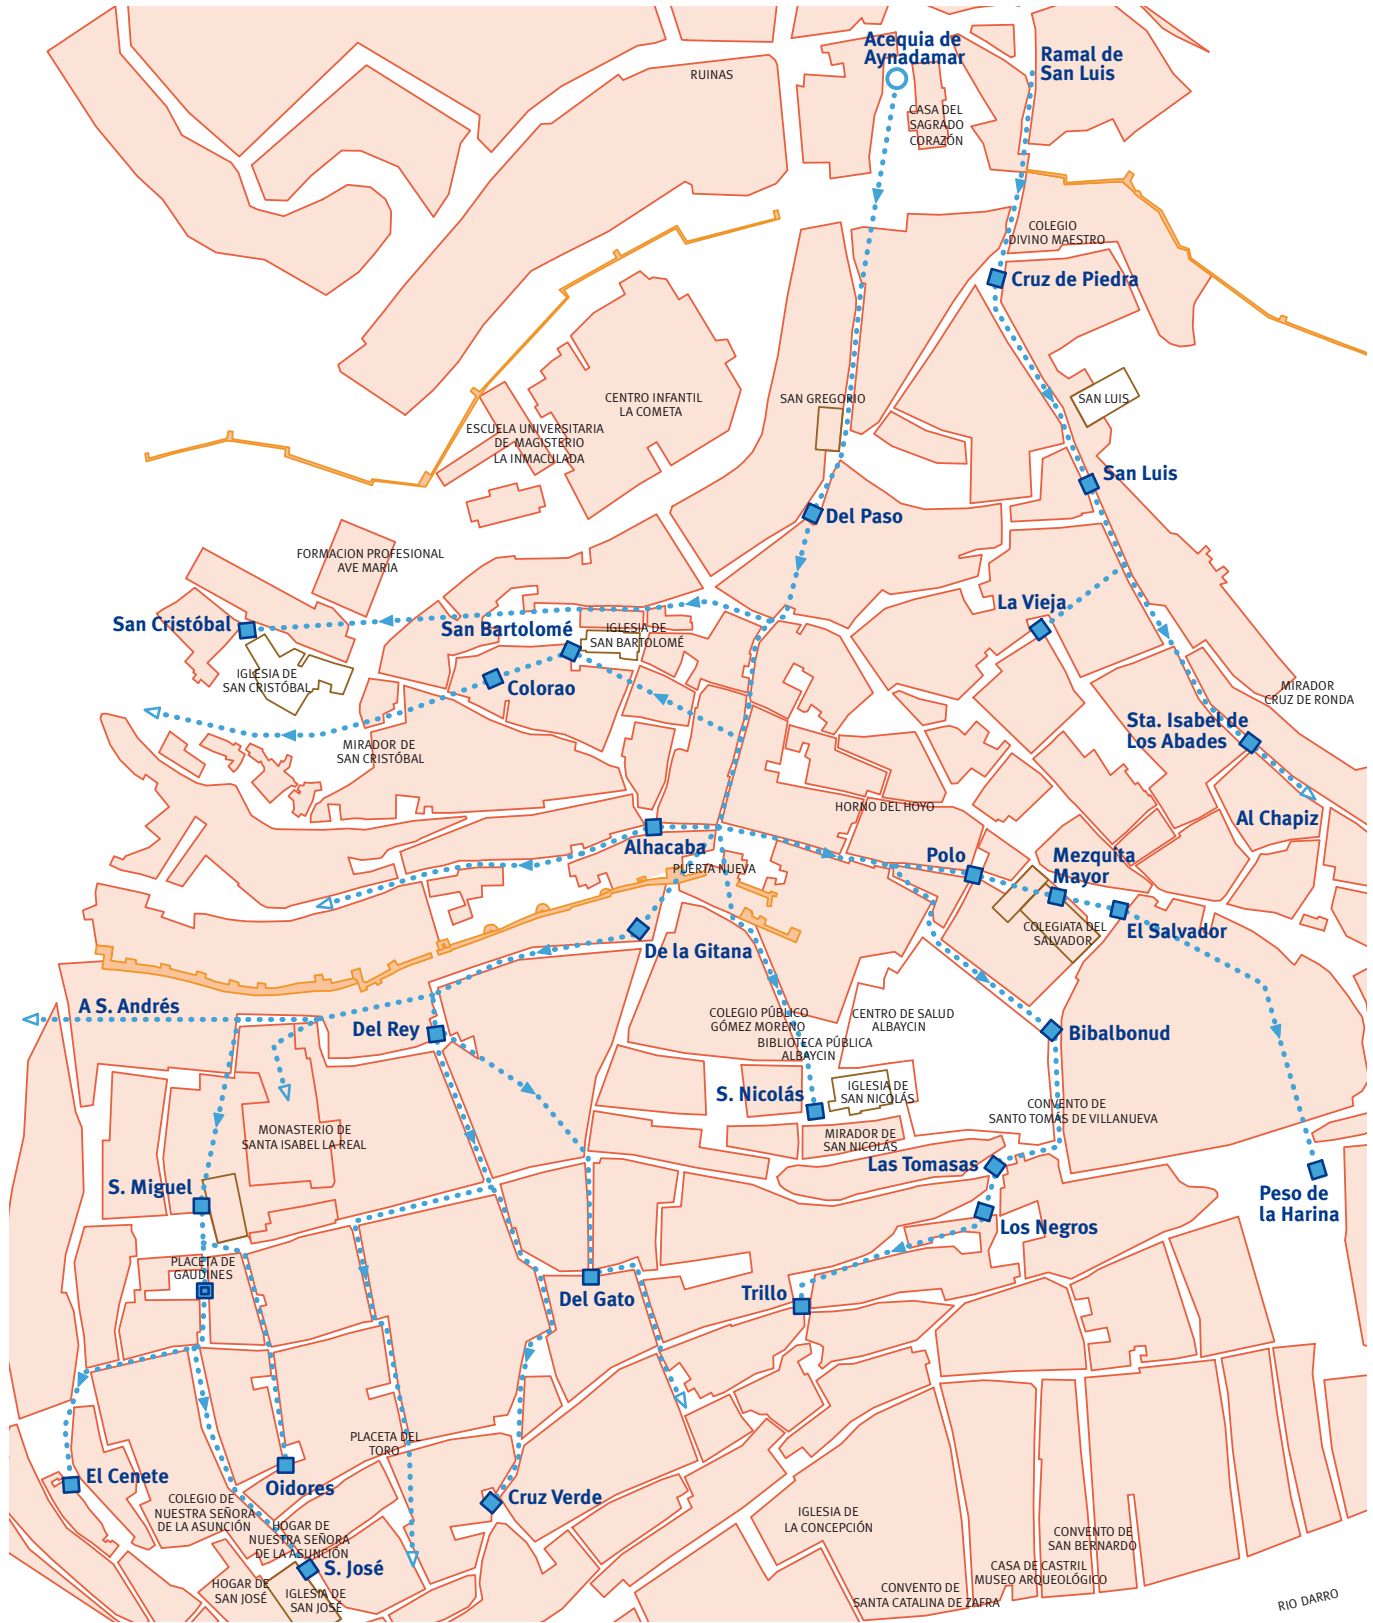 Acequia de
Aynadamar
Ramal de
San Luis
RUINAS
CASA DEL
SAGRADO
CORAZÓN
COLEGIO
DIVINO MAESTRO
Cruz de Piedra
CENTRO INFANTIL
LA COMETA
SAN GREGORIO
SAN LUIS
ESCUELA UNIVERSITARIA
DE MAGISTERIO
LA INMACULADA
San Luis
Del Paso
FORMACION PROFESIONAL
AVE MARIA
La Vieja
San Cristóbal
San Bartolomé
IGLESIA DE
SAN BARTOLOMÉ
IGLESIA DE
SAN CRISTÓBAL
Colorao
MIRADOR
CRUZ DE RONDA
Sta. Isabel de
Los Abades
MIRADOR DE
SAN CRISTÓBAL
HORNO DEL HOYO
Al Chapiz
Alhacaba
Polo
Mezquita
Mayor
PUERTA NUEVA
COLEGIATA DEL
SALVADOR
El Salvador
De la Gitana
A S. Andrés
Del Rey
COLEGIO PÚBLICO
GÓMEZ MORENO
CENTRO DE SALUD
ALBAYCIN
BIBLIOTECA PÚBLICA
ALBAYCIN
Bibalbonud
S. Nicolás
IGLESIA DE
SAN NICOLÁS
CONVENTO DE
SANTO TOMÁS DE VILLANUEVA
MONASTERIO DE
SANTA ISABEL LA REAL
MIRADOR DE
SAN NICOLÁS
Las Tomasas
S. Miguel
Peso de
la Harina
Los Negros
PLACETA DE
GAUDINES
Del Gato
Trillo
PLACETA DEL
TORO
El Cenete
Oidores
Cruz Verde
COLEGIO DE
NUESTRA SEÑORA
DE LA ASUNCIÓN
HOGAR DE
NUESTRA SEÑORA
DE LA ASUNCIÓN
IGLESIA DE
LA CONCEPCIÓN
CONVENTO DE
SAN BERNARDO
S. José
CASA DE CASTRIL
MUSEO ARQUEOLÓGICO
HOGAR DE
SAN JOSÉ
IGLESIA DE
SAN JOSÉ
CONVENTO DE
SANTA CATALINA DE ZAFRA
RIO DARRO